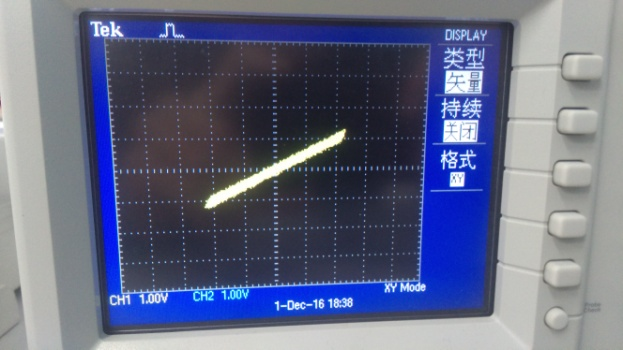 Tek
DISPLAY
类型
矢量
持续
关闭
格式
XY
CH1 1.00V
CH2 1.00V
XY Mode
1-Dec-16 18:38